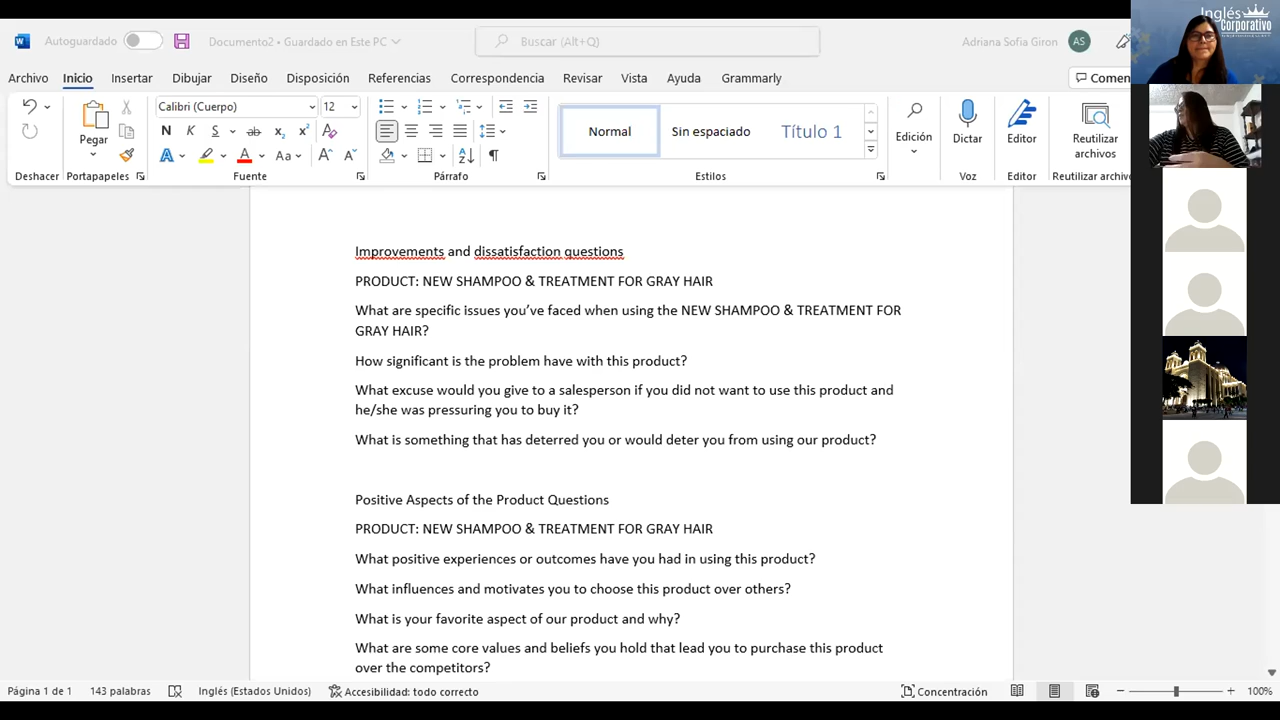 Autoguardado
Documento2 • Guardado en Este PC
Buscar (Alt+Q)
Adriana Sofia Giron
AS
Inglés
Corporativo
Archivo
Inicio
Insertar
Dibujar
Diseño
Disposición
Referencias
Correspondencia
Revisar
Vista
Ayuda
Grammarly
Comen
Calibri (Cuerpo)
12
Pegar
N K S ab x₂ x²
A A Aa A A
Normal
Sin espaciado
Título 1
Edición
Dictar
Editor
Reutilizar
archivos
Deshacer
Portapapeles
Fuente
Párrafo
Estilos
Voz
Editor
Reutilizar archivo
Improvements and dissatisfaction questions
PRODUCT: NEW SHAMPOO & TREATMENT FOR GRAY HAIR
What are specific issues you’ve faced when using the NEW SHAMPOO & TREATMENT FOR
GRAY HAIR?
How significant is the problem have with this product?
What excuse would you give to a salesperson if you did not want to use this product and
he/she was pressuring you to buy it?
What is something that has deterred you or would deter you from using our product?
Positive Aspects of the Product Questions
PRODUCT: NEW SHAMPOO & TREATMENT FOR GRAY HAIR
What positive experiences or outcomes have you had in using this product?
What influences and motivates you to choose this product over others?
What is your favorite aspect of our product and why?
What are some core values and beliefs you hold that lead you to purchase this product
over the competitors?
Página 1 de 1
143 palabras
Inglés (Estados Unidos)
Accesibilidad: todo correcto
Concentración
100%